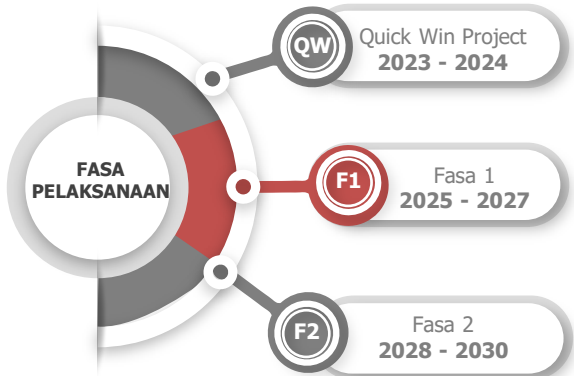 FASA
PELAKSANAAN
QW
Quick Win Project
2023 - 2024
F1
Fasa 1
2025 - 2027
F2
Fasa 2
2028 - 2030